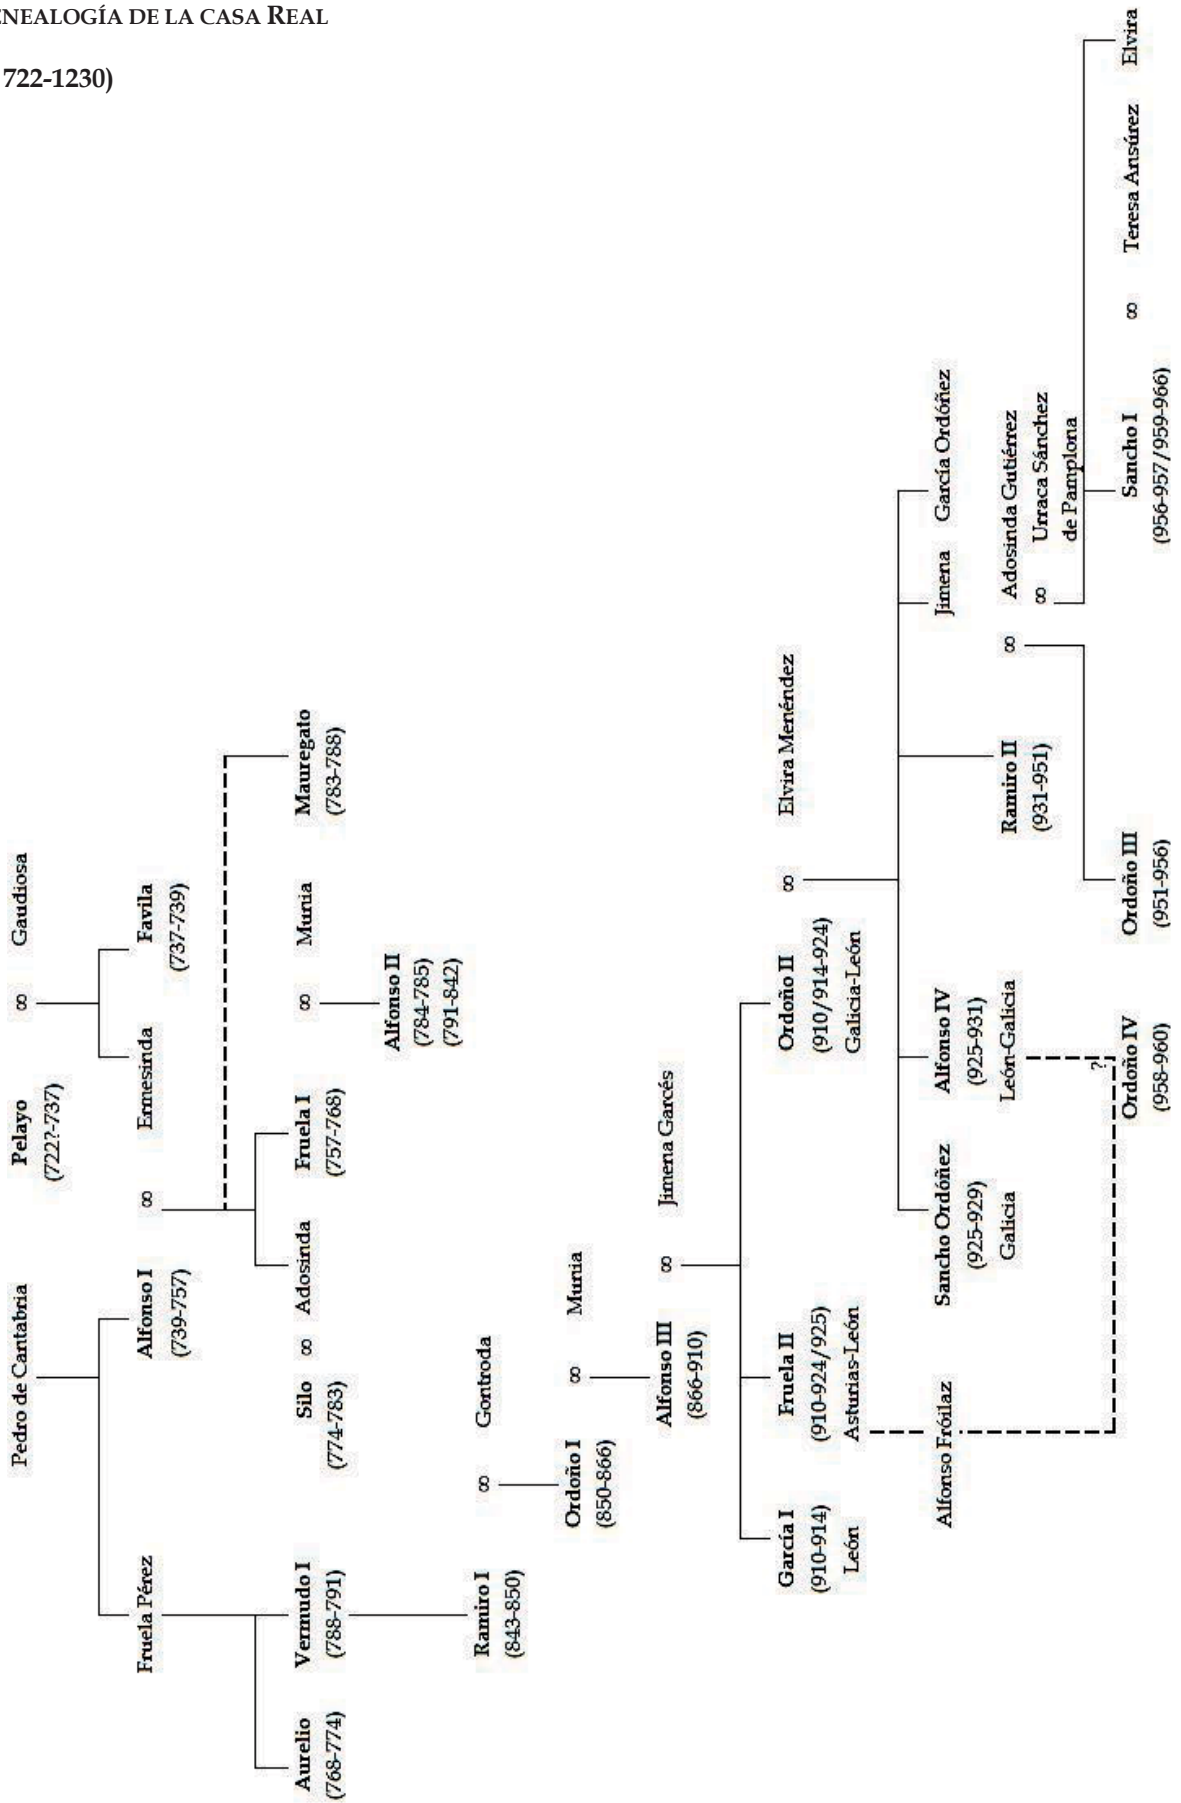 ENEALOGÍA DE LA CASA REAL
722-1230)
Pedro de Cantabria
Pelayo
∞
Gaudiosa
(722?-737)
Fruela Pérez
Alfonso I
∞
Ermesinda
Favila
(739-757)
(737-739)
Aurelio
Vermudo I
Silo
∞
Adosinda
Fruela I
∞
Munia
Mauregato
(768-774)
(788-791)
(774-783)
(757-768)
(783-788)
Alfonso II
(784-785)
(791-842)
Ramiro I
∞
Gontroda
(843-850)
Ordoño I
∞
Munia
(850-866)
Alfonso III
∞
Jimena Garcés
(866-910)
García I
Fruela II
Ordoño II
∞
Elvira Menéndez
(910-914)
(910-924/925)
(910/914-924)
León
Asturias-León
Galicia-León
Alfonso Fróilaz
Sancho Ordóñez
Alfonso IV
Jimena
García Ordóñez
(925-929)
(925-931)
Galicia
León-Galicia
Ramiro II
∞
Adosinda Gutiérrez
(931-951)
∞
Urraca Sánchez
de Pamplona
?
Ordoño IV
Ordoño III
Sancho I
∞
Teresa Ansúrez
Elvira
(958-960)
(951-956)
(956-957/959-966)